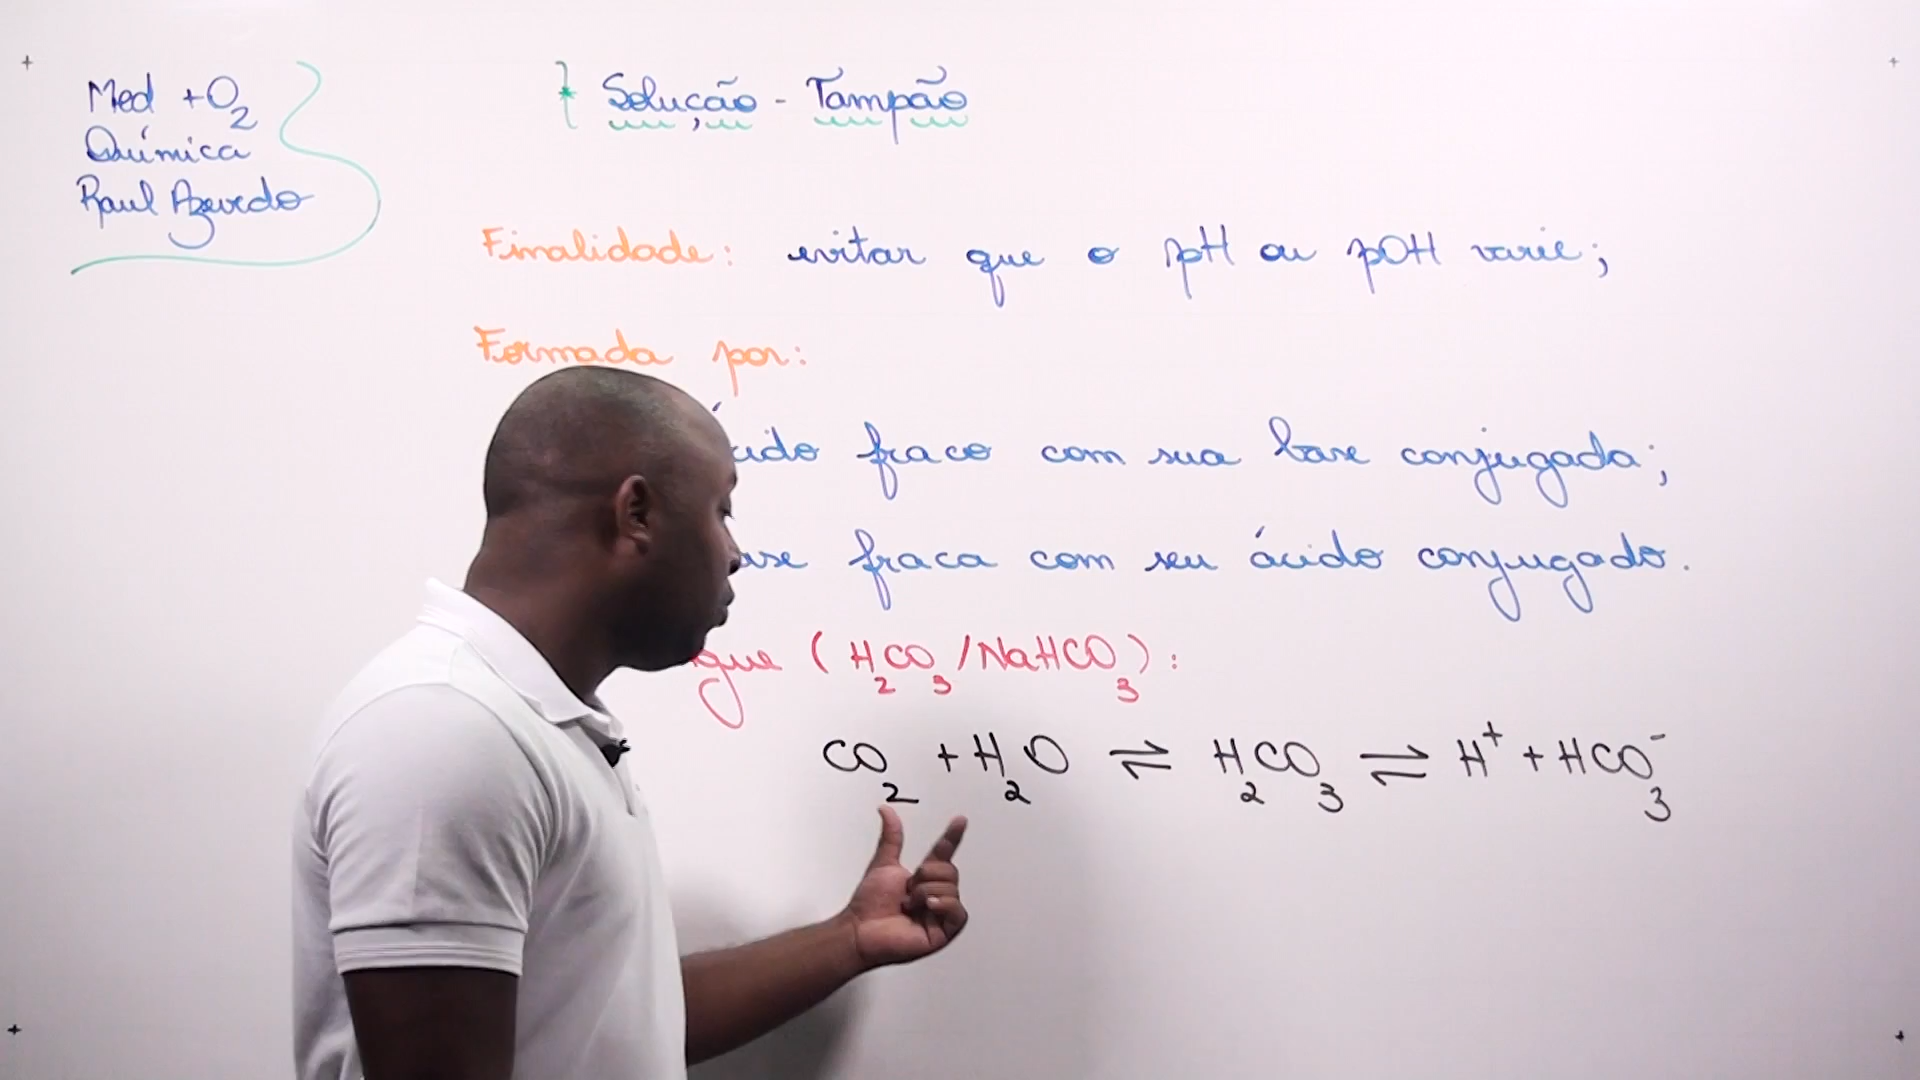 Med + O₂
Química
Raul Azevedo
* Solução - Tampão
Finalidade: evitar que o pH ou pOH varie;
Formada por:
fraco com sua base conjugada;
fraca com seu ácido conjugado.
(H₂CO₃/NaHCO₃):
CO₂ + H₂O ⇌ H₂CO₃ ⇌ H⁺ + HCO₃⁻